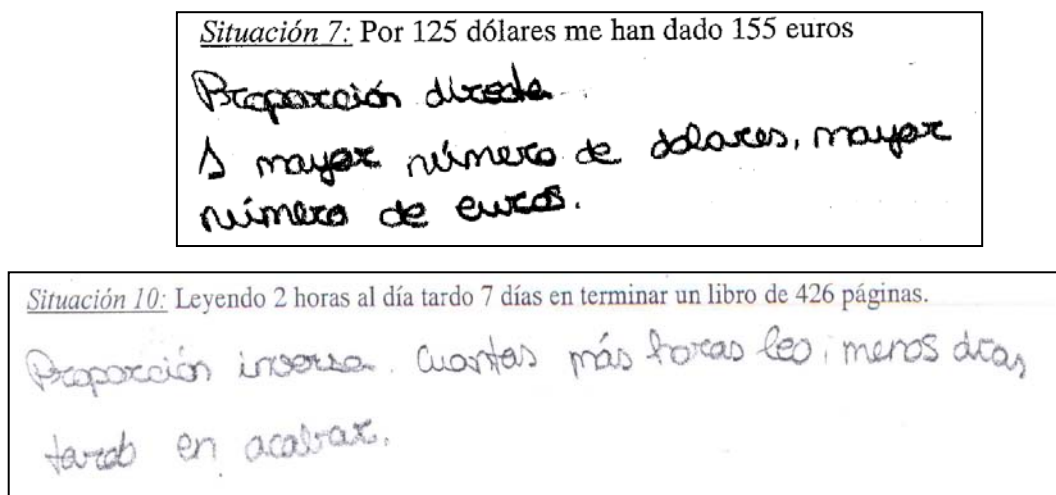 Situación 7: Por 125 dólares me han dado 155 euros
Proporción directa.
A mayor número de dolares, mayor
número de euros.
Situación 10: Leyendo 2 horas al día tardo 7 días en terminar un libro de 426 páginas.
Proporción inversa. Cuantas más horas leo, menos dias
tardo en acabar.